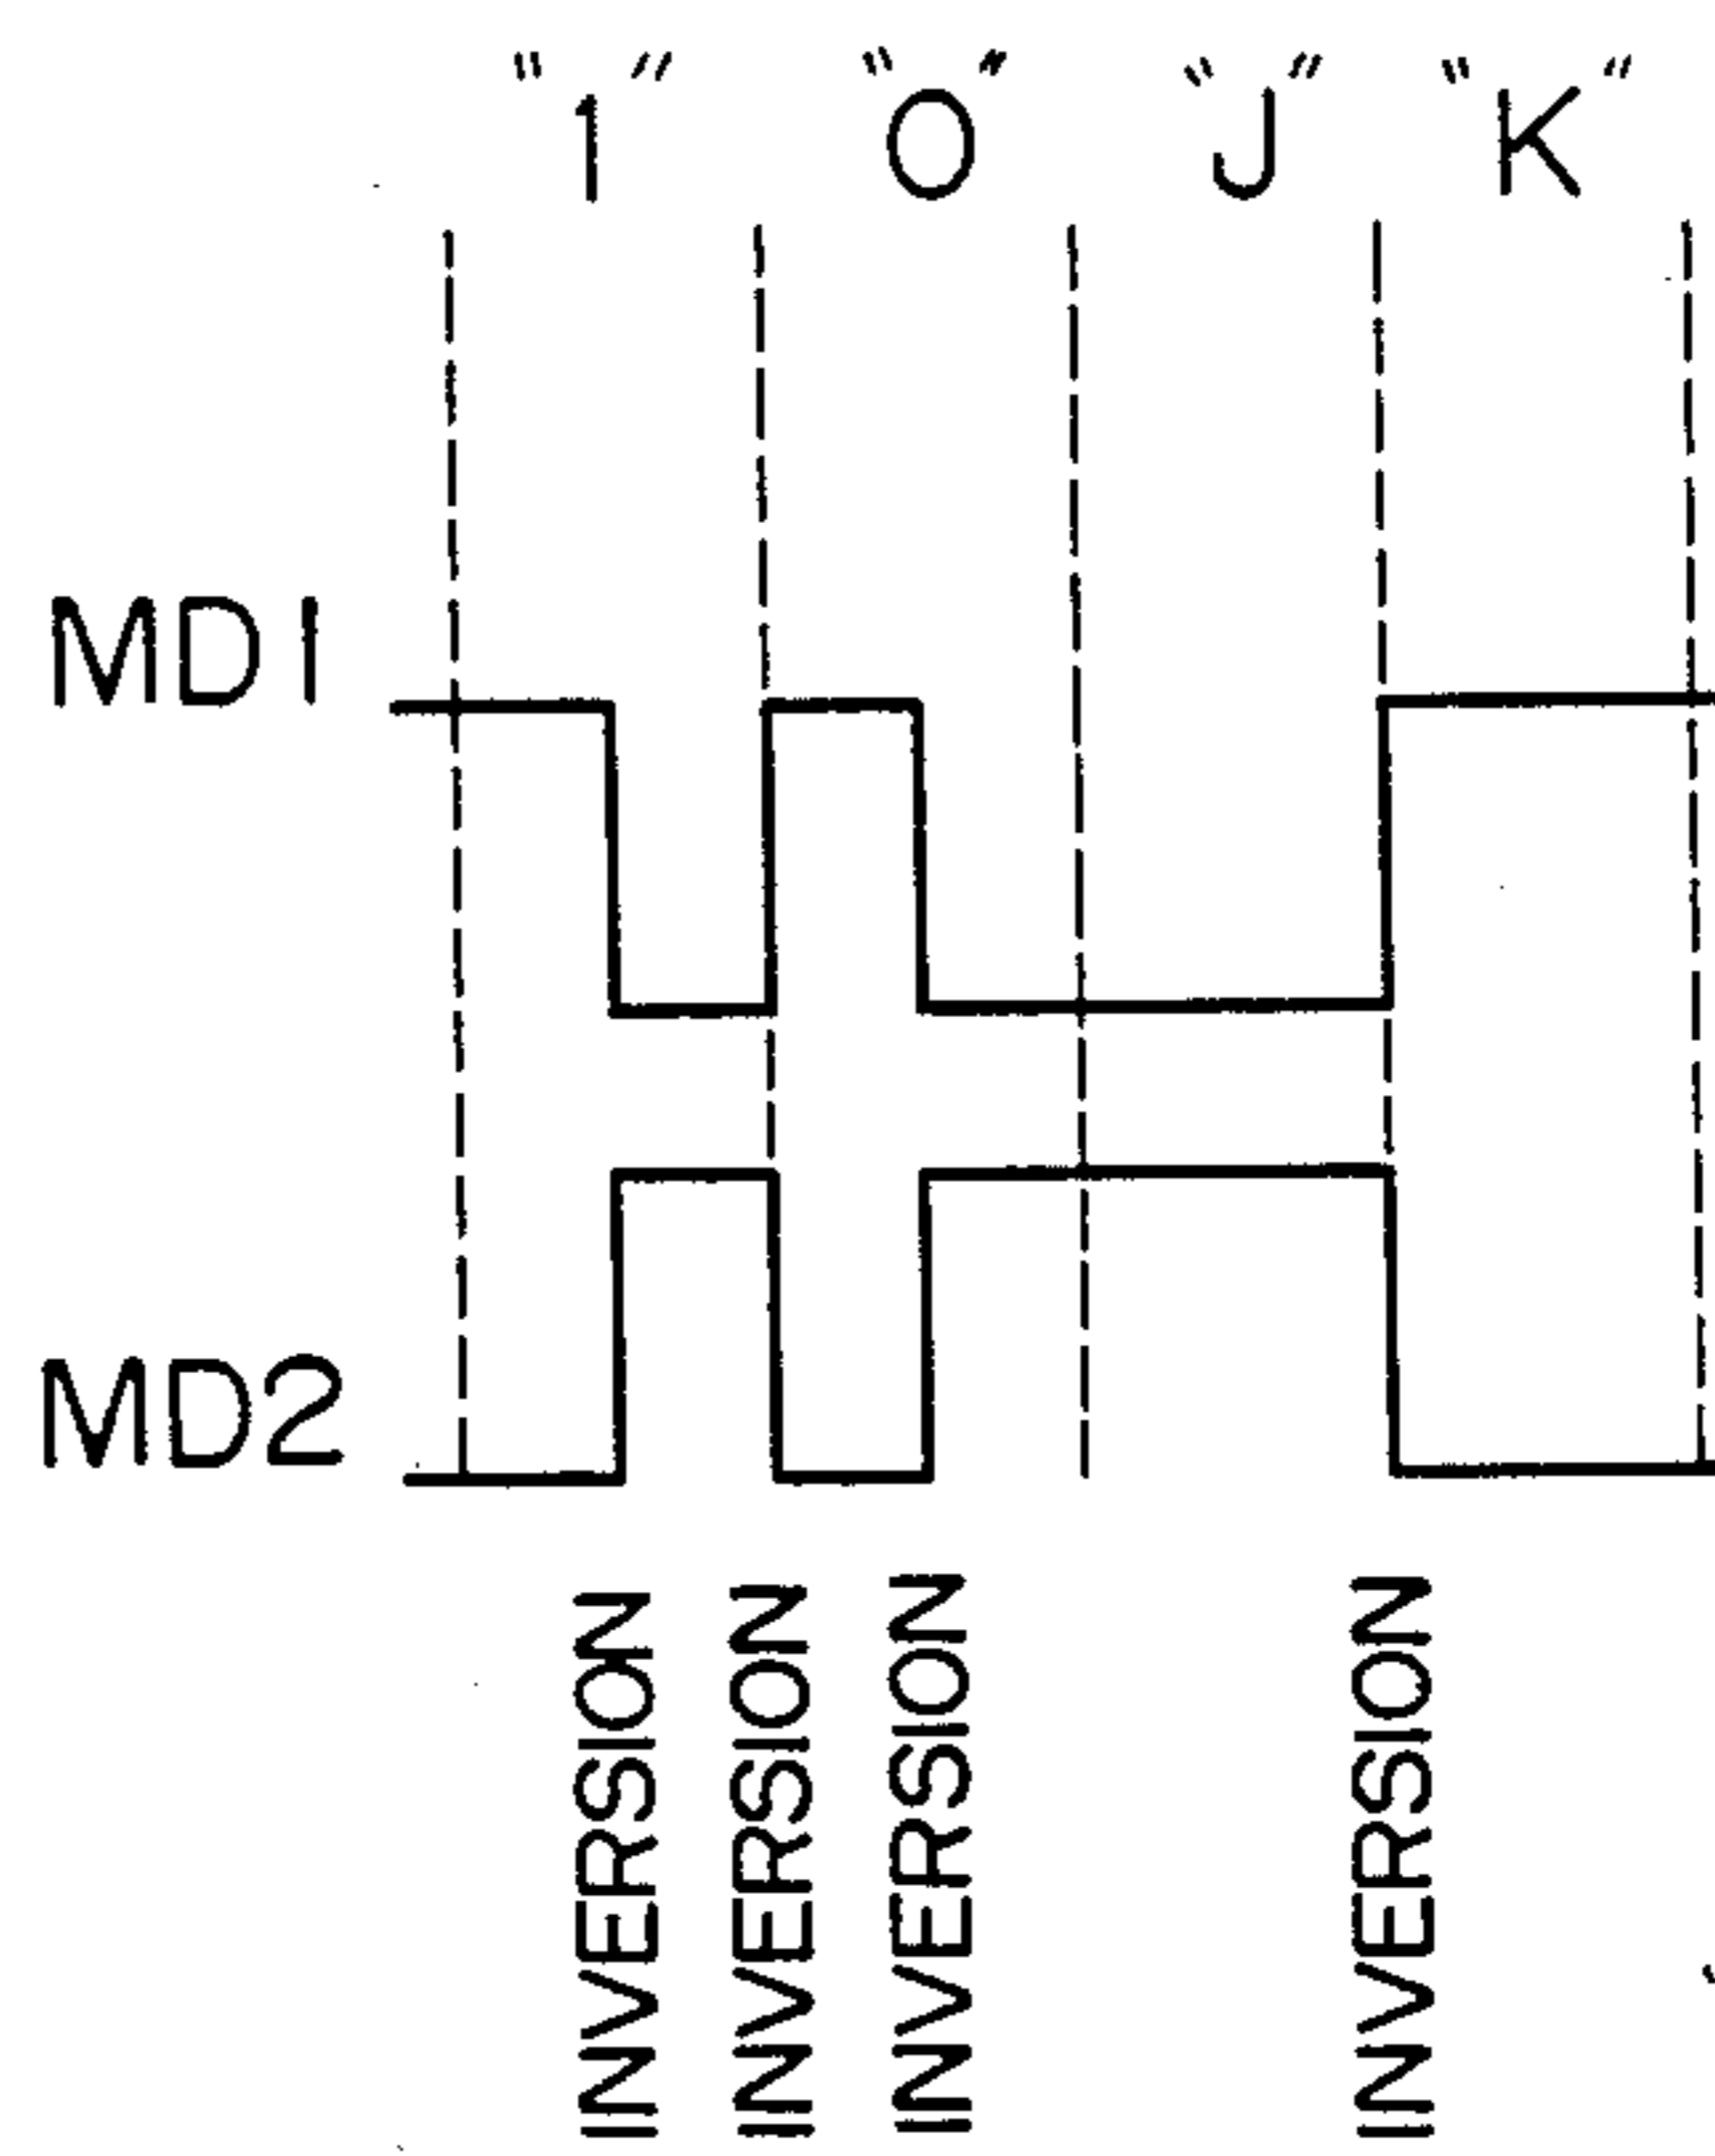 "1" "0" "J" "K"
MD1
MD2
INVERSION
INVERSION
INVERSION
INVERSION